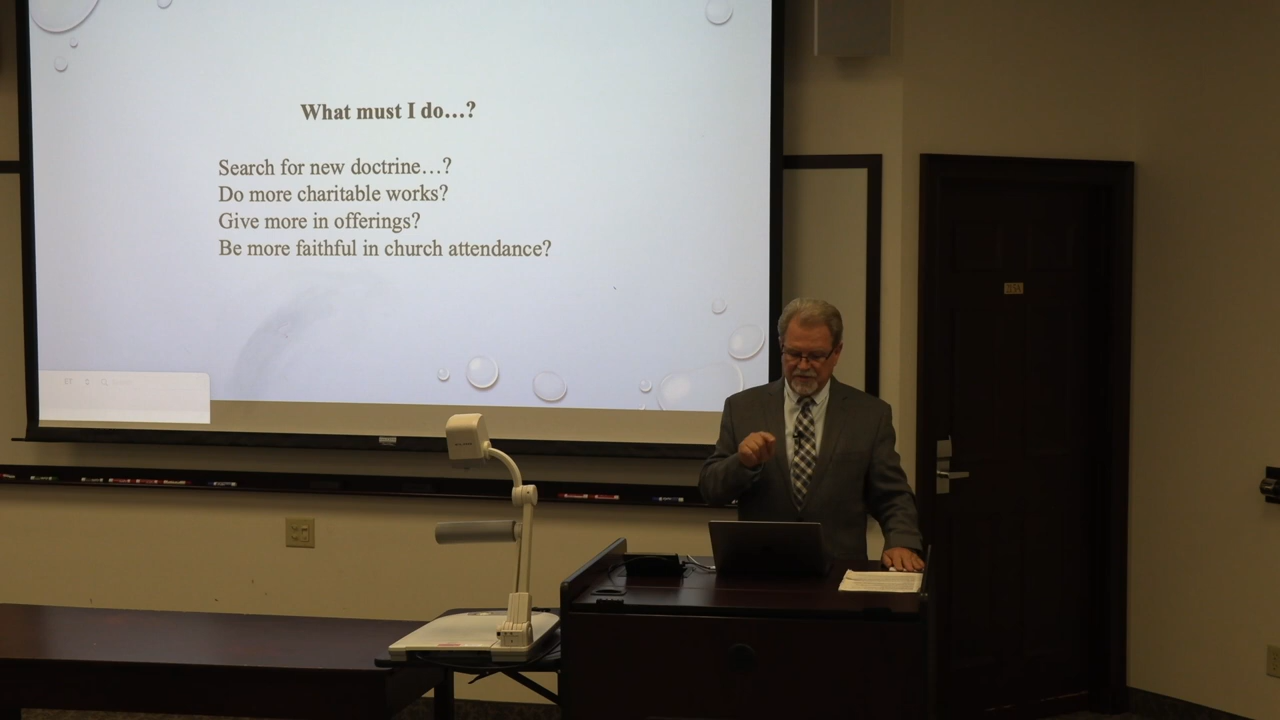 What must I do…?
Search for new doctrine…?
Do more charitable works?
Give more in offerings?
Be more faithful in church attendance?